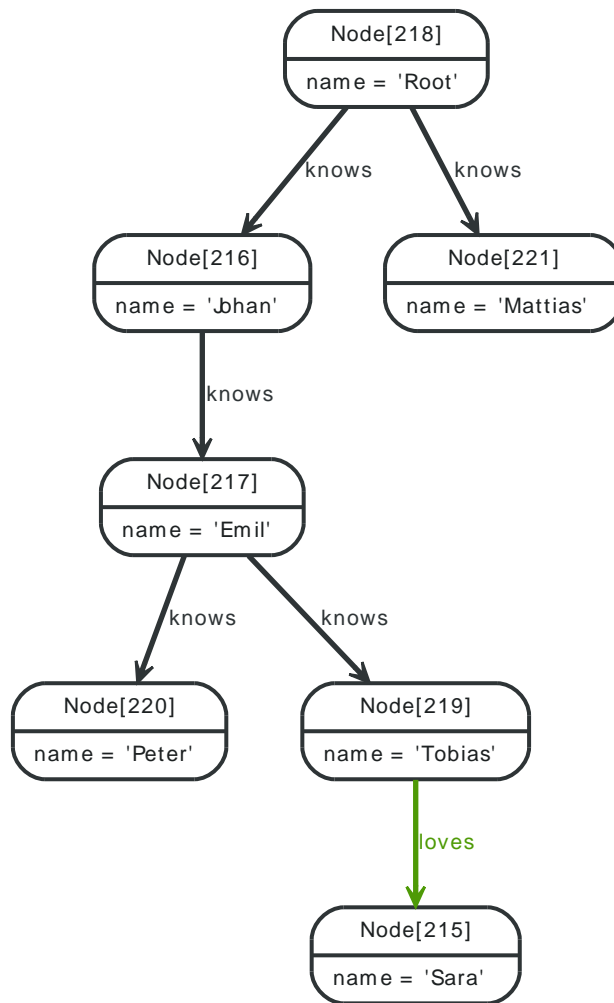 Node[218]
name = 'Root'
knows
knows
Node[216]
name = 'Johan'
Node[221]
name = 'Mattias'
knows
Node[217]
name = 'Emil'
knows
knows
Node[220]
name = 'Peter'
Node[219]
name = 'Tobias'
loves
Node[215]
name = 'Sara'